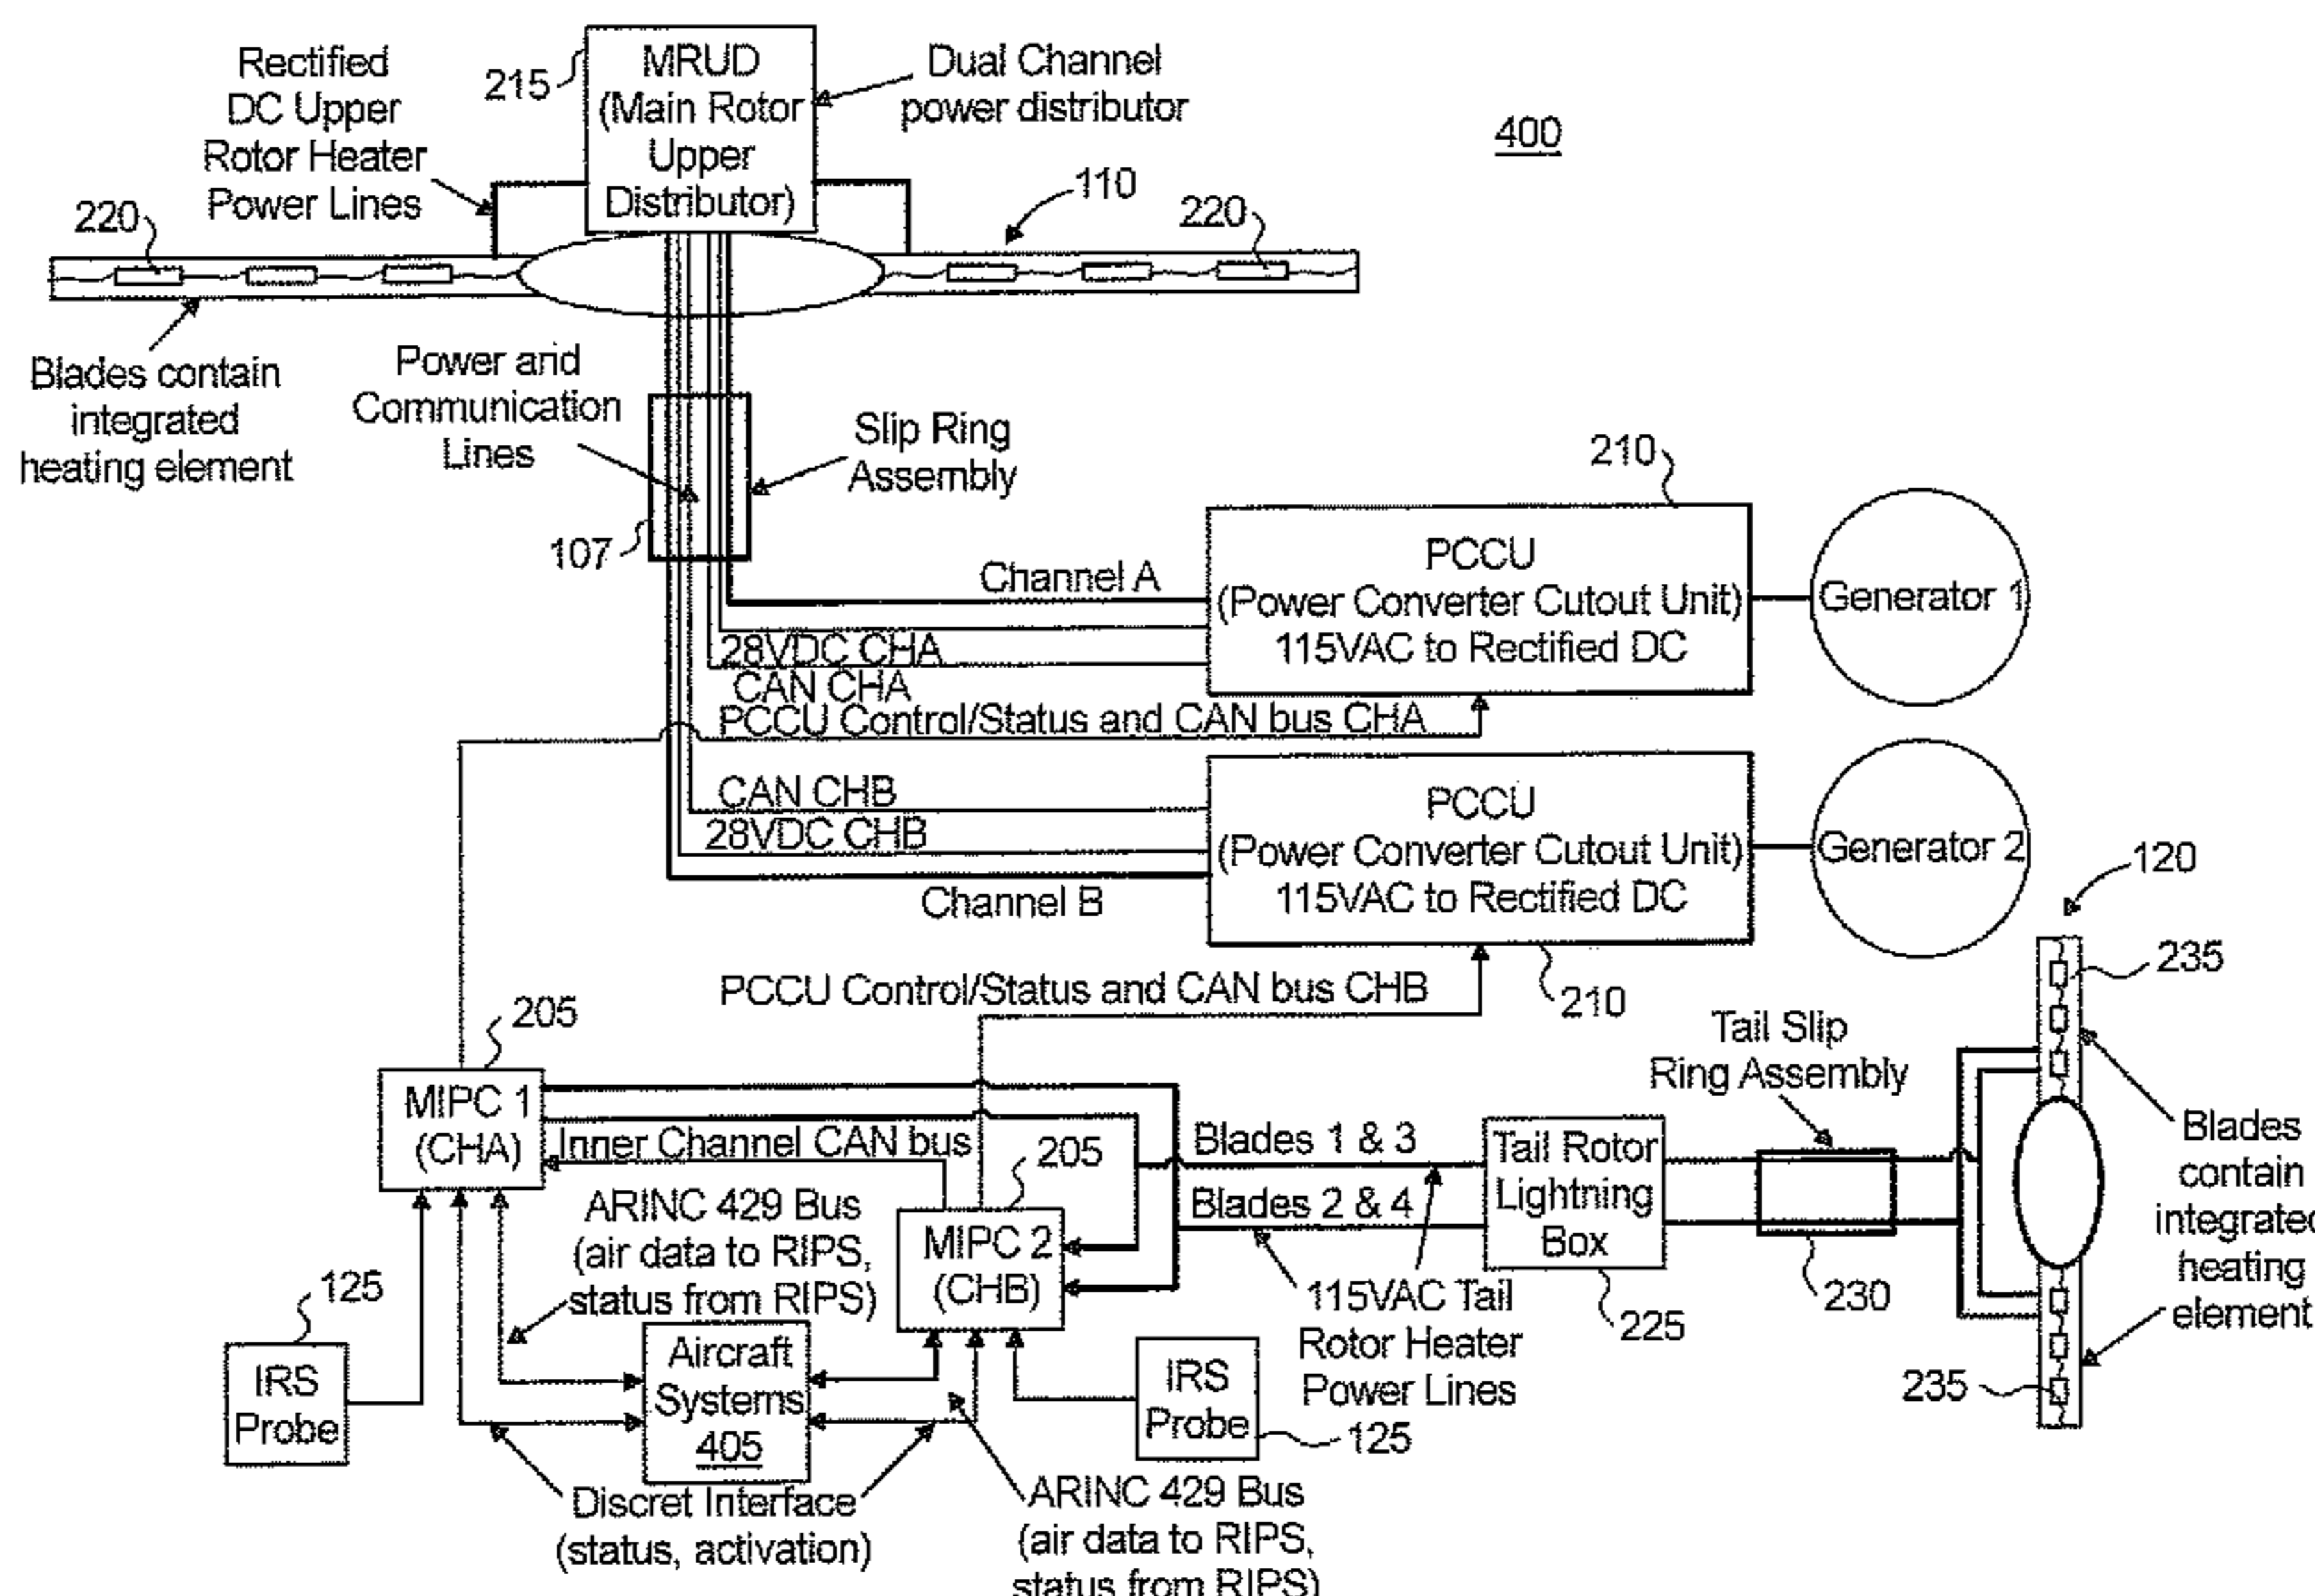 Rectified
DC Upper
Rotor Heater
Power Lines
215
MRUD
(Main Rotor
Upper
Distributor)
Dual Channel
power distributor
400
110
220
220
Blades contain
integrated
heating element
Power and
Communication
Lines
Slip Ring
Assembly
107
210
Channel A
PCCU
(Power Converter Cutout Unit)
115VAC to Rectified DC
Generator 1
28VDC CHA
CAN CHA
PCCU Control/Status and CAN bus CHA
CAN CHB
28VDC CHB
Channel B
PCCU
(Power Converter Cutout Unit)
115VAC to Rectified DC
Generator 2
120
235
PCCU Control/Status and CAN bus CHB
210
205
MIPC 1
(CHA)
Inner Channel CAN bus
205
Tail Slip
Ring Assembly
Blades 1 & 3
Blades 2 & 4
Tail Rotor
Lightning
Box
225
230
Blades
contain
integrated
heating
element
ARINC 429 Bus
(air data to RIPS,
status from RIPS)
MIPC 2
(CHB)
115VAC Tail
Rotor Heater
Power Lines
235
125
IRS
Probe
Aircraft
Systems
405
IRS
Probe
125
Discret Interface
(status, activation)
ARINC 429 Bus
(air data to RIPS,
status from RIPS)